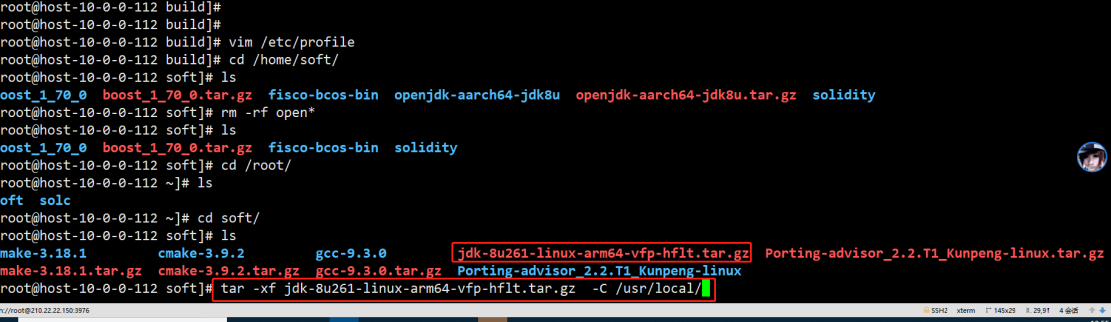 root@host-10-0-0-112 build]#
root@host-10-0-0-112 build]#
root@host-10-0-0-112 build]# vim /etc/profile
root@host-10-0-0-112 build]# cd /home/soft/
root@host-10-0-0-112 soft]# ls
oost_1_70_0  boost_1_70_0.tar.gz  fisco-bcos-bin  openjdk-aarch64-jdk8u  openjdk-aarch64-jdk8u.tar.gz  solidity
root@host-10-0-0-112 soft]# rm -rf open*
root@host-10-0-0-112 soft]# ls
oost_1_70_0  boost_1_70_0.tar.gz  fisco-bcos-bin  solidity
root@host-10-0-0-112 soft]# cd /root/
root@host-10-0-0-112 ~]# ls
oft  solc
root@host-10-0-0-112 ~]# cd soft/
root@host-10-0-0-112 soft]# ls
make-3.18.1  cmake-3.9.2  gcc-9.3.0  jdk-8u261-linux-arm64-vfp-hflt.tar.gz  Porting-advisor_2.2.T1_Kunpeng-linux.tar.gz
make-3.18.1.tar.gz  cmake-3.9.2.tar.gz  gcc-9.3.0.tar.gz  Porting-advisor_2.2.T1_Kunpeng-linux
root@host-10-0-0-112 soft]# tar -xf jdk-8u261-linux-arm64-vfp-hflt.tar.gz  -C /usr/local/
://root@210.22.22.150:3976  SSH2  xterm  145x29  29,91  4 会话